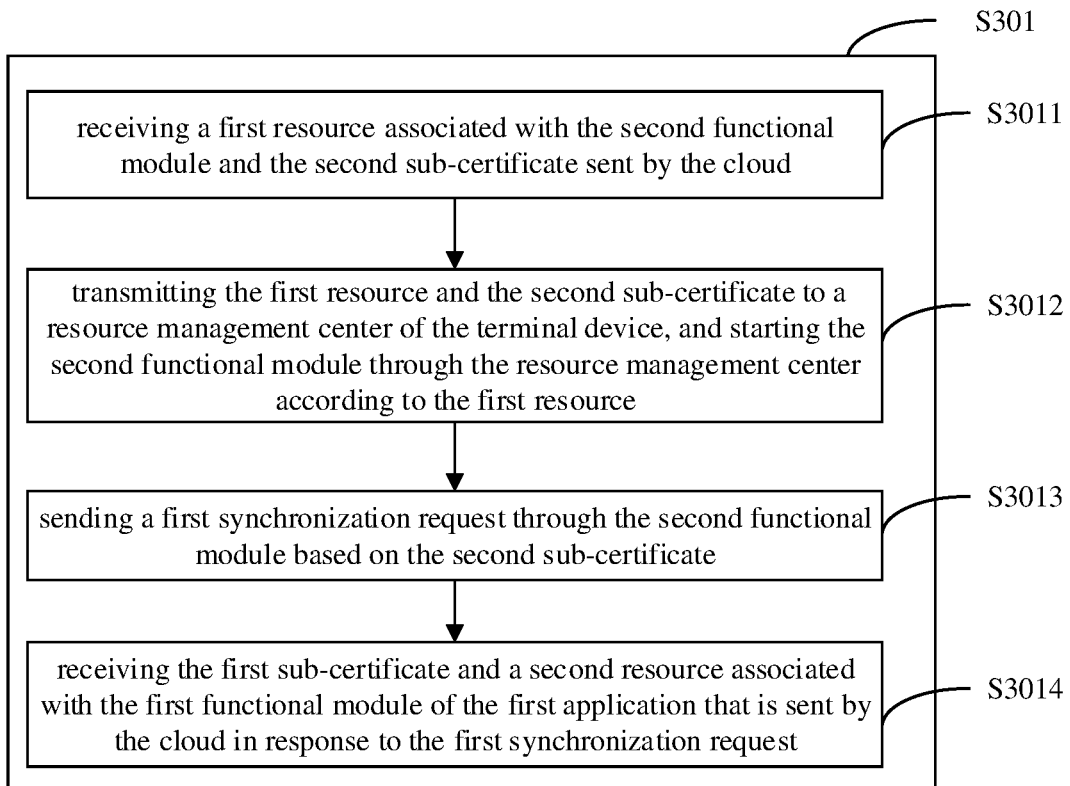 S301
receiving a first resource associated with the second functional
module and the second sub-certificate sent by the cloud
S3011
transmitting the first resource and the second sub-certificate to a
resource management center of the terminal device, and starting the
second functional module through the resource management center
according to the first resource
S3012
sending a first synchronization request through the second functional
module based on the second sub-certificate
S3013
receiving the first sub-certificate and a second resource associated
with the first functional module of the first application that is sent by
the cloud in response to the first synchronization request
S3014